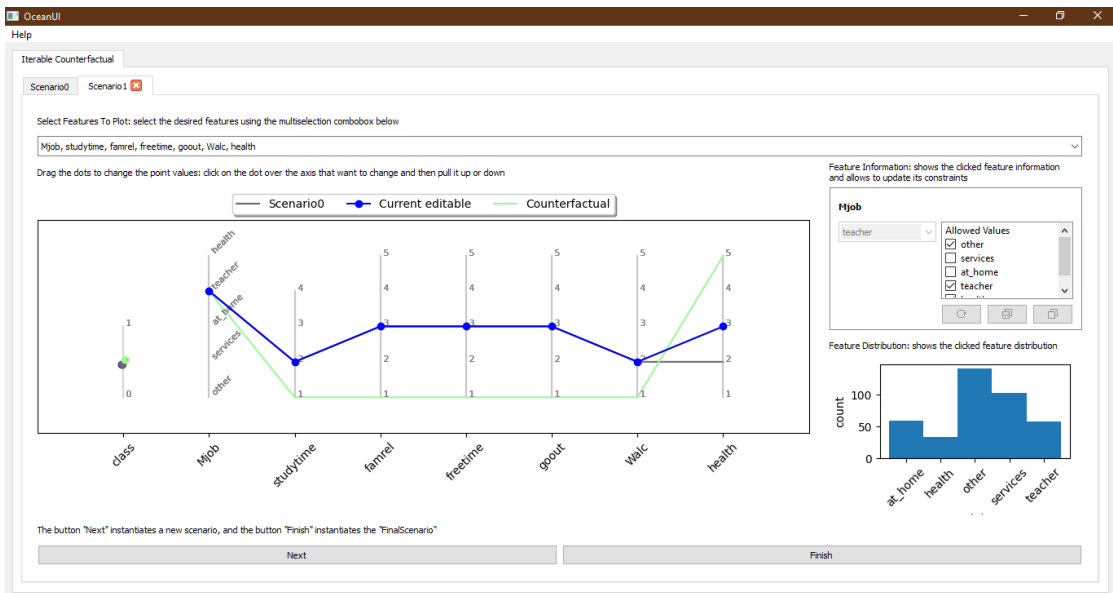 OceanUI
Help
Iterable Counterfactual
Scenario0 Scenario1
Select Features To Plot: select the desired features using the multiselection combobox below
Mjob, studytime, famrel, freetime, goout, Walc, health
Drag the dots to change the point values: click on the dot over the axis that want to change and then pull it up or down
Scenario0 Current editable Counterfactual
health
teacher
at_home
services
other
1
0
4
3
2
1
5
4
3
2
1
5
4
3
2
1
5
4
3
2
1
5
4
3
2
1
5
4
3
2
1
class Mjob studytime famrel freetime goout Walc health
Feature Information: shows the clicked feature information
and allows to update its constraints
Mjob
teacher
Allowed Values
other
services
at_home
teacher
Feature Distribution: shows the clicked feature distribution
count
100
50
0
at_home health other services teacher
The button "Next" instantiates a new scenario, and the button "Finish" instantiates the "FinalScenario"
Next Finish